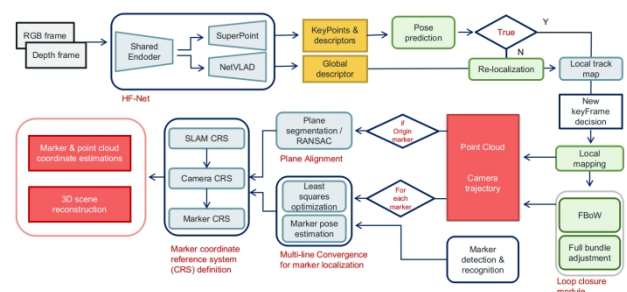 RGB frame
Depth frame
Shared
Endoder
SuperPoint
NetVLAD
HF-Net
KeyPoints &
descriptors
Global
descriptor
Pose
prediction
True
Y
N
Re-localization
Local track
map
New
keyFrame
decision
Local
mapping
FBoW
Full bundle
adjustment
Loop closure
module
Point Cloud
Camera
trajectory
if
Origin
marker
For
each
marker
Plane
segmentation /
RANSAC
Plane Alignment
Least
squares
optimization
Marker pose
estimation
Multi-line Convergence
for marker localization
Marker
detection &
recognition
SLAM CRS
Camera CRS
Marker CRS
Marker coordinate
reference system
(CRS) definition
Marker & point cloud
coordinate estimations
3D scene
reconstruction